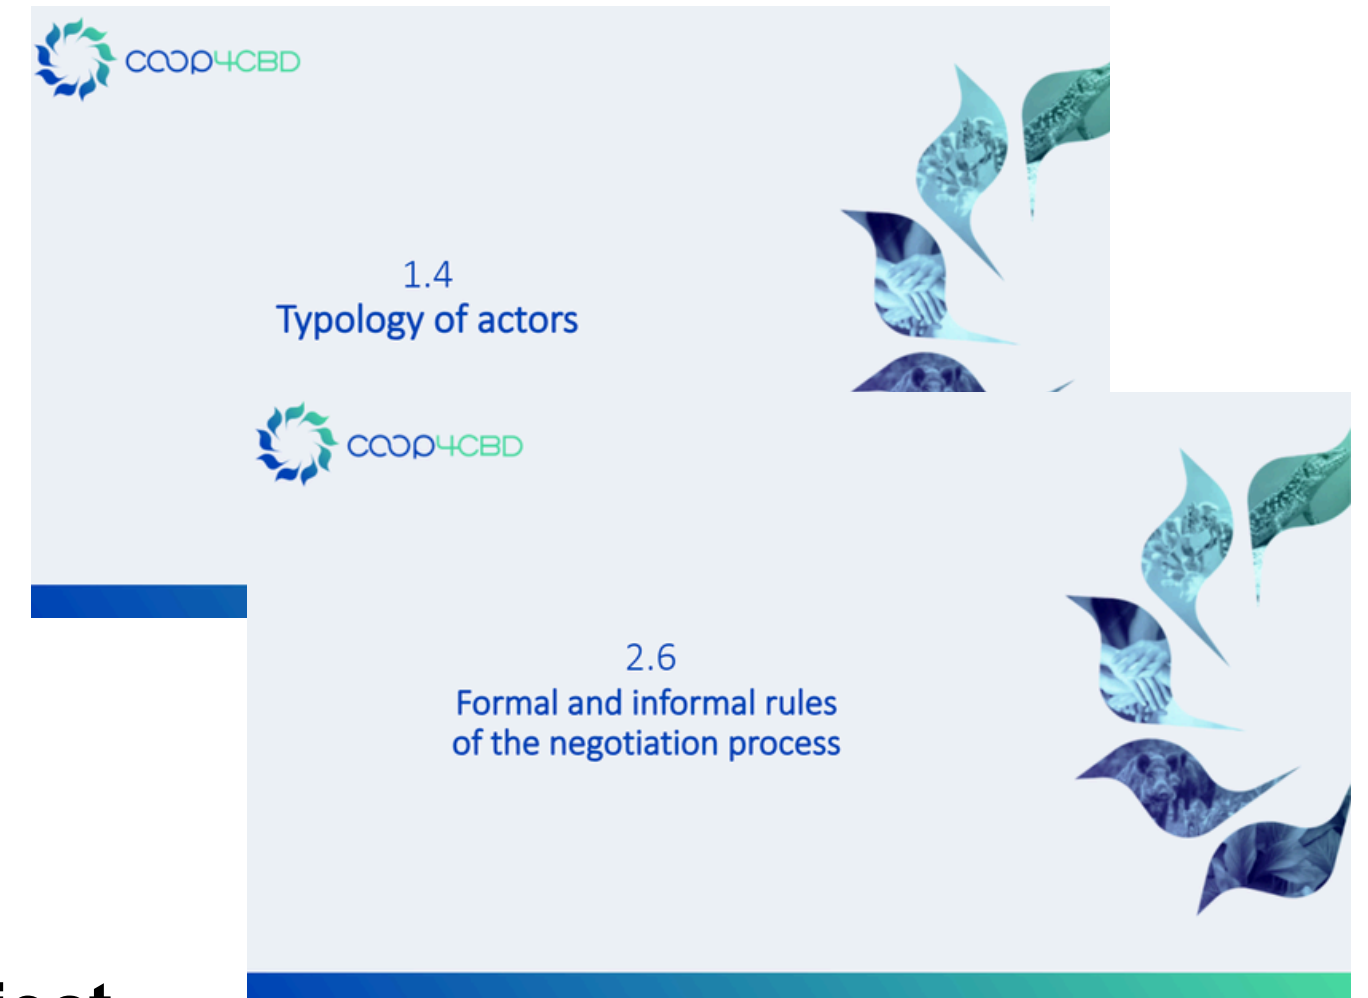 COOP4CBD
1.4
Typology of actors
COOP4CBD
2.6
Formal and informal rules
of the negotiation process